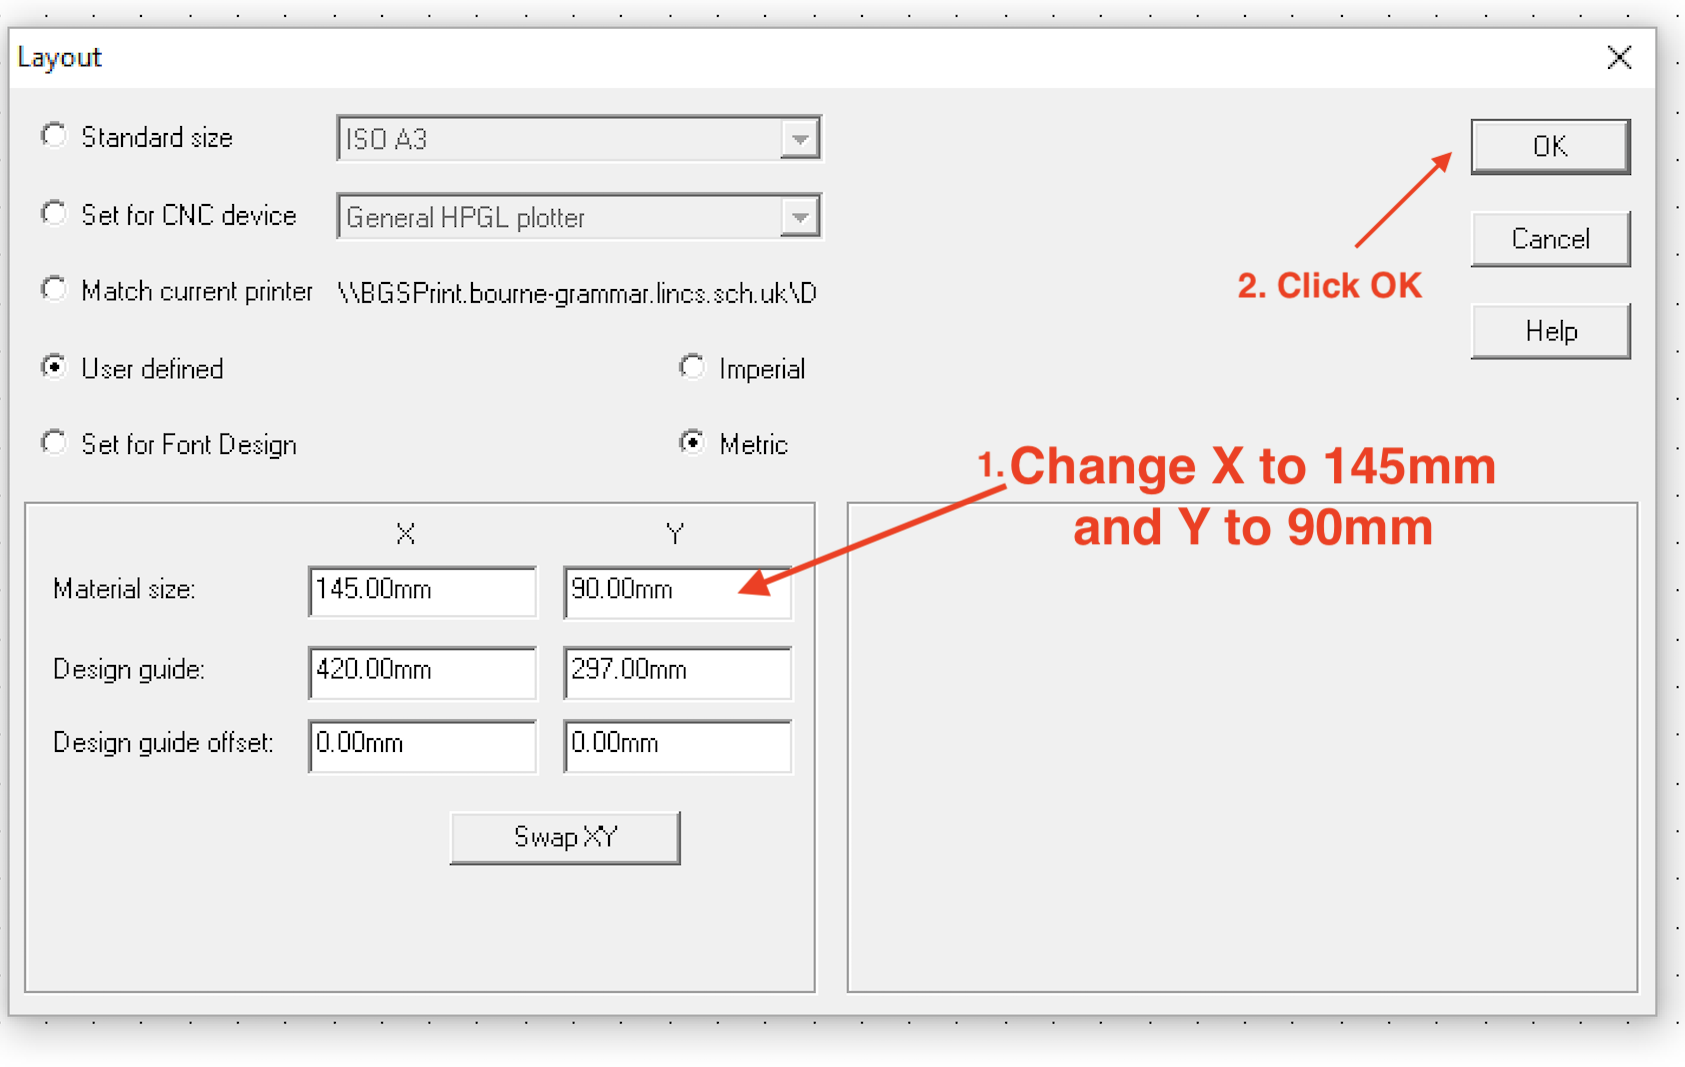 Layout
Standard size ISO A3 OK
Set for CNC device General HPGL plotter Cancel
2. Click OK
Match current printer \\BGSPrint.bourne-grammar.lincs.sch.uk\D
Help
User defined Imperial
Set for Font Design Metric
1.Change X to 145mm
and Y to 90mm
X Y
Material size: 145.00mm 90.00mm
Design guide: 420.00mm 297.00mm
Design guide offset: 0.00mm 0.00mm
Swap XY